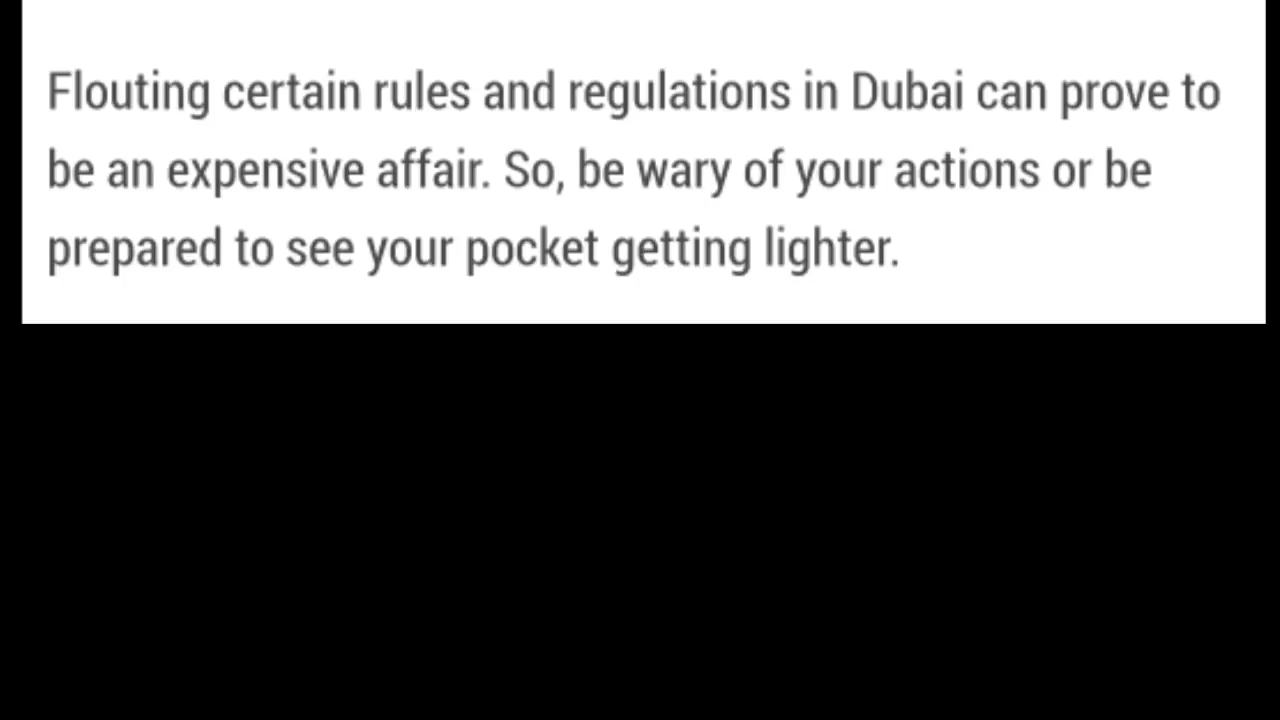 Flouting certain rules and regulations in Dubai can prove to
be an expensive affair. So, be wary of your actions or be
prepared to see your pocket getting lighter.